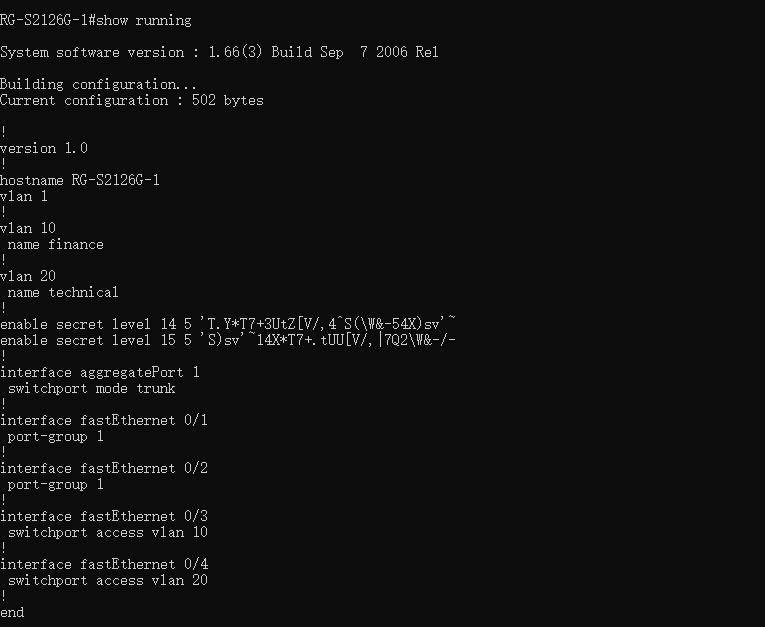 RG-S2126G-1#show running
System software version : 1.66(3) Build Sep  7 2006 Rel
Building configuration...
Current configuration : 502 bytes
!
version 1.0
!
hostname RG-S2126G-1
vlan 1
!
vlan 10
 name finance
!
vlan 20
 name technical
!
enable secret level 14 5 'T.Y*T7+3UtZ[V/,4^S(\W&-54X)sv'~
enable secret level 15 5 'S)sv'~14X*T7+.tUU[V/,|7Q2\W&-/-
!
interface aggregatePort 1
 switchport mode trunk
!
interface fastEthernet 0/1
 port-group 1
!
interface fastEthernet 0/2
 port-group 1
!
interface fastEthernet 0/3
 switchport access vlan 10
!
interface fastEthernet 0/4
 switchport access vlan 20
!
end